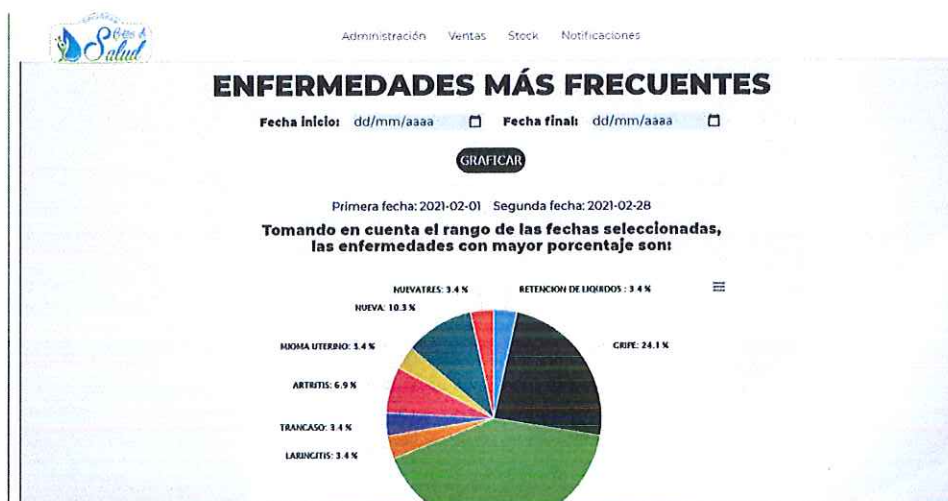 Salud
Administración Ventas Stock Notificaciones
ENFERMEDADES MÁS FRECUENTES
Fecha inicio: dd/mm/aaaa Fecha final: dd/mm/aaaa
GRAFICAR
Primera fecha: 2021-02-01 Segunda fecha: 2021-02-28
Tomando en cuenta el rango de las fechas seleccionadas,
las enfermedades con mayor porcentaje son:
NUEVATRES: 3.4 % RETENCION DE LIQUIDOS : 3.4 %
NUEVA: 10.3 %
MIOMA UTERINO: 3.4 % GRIPE: 24.1 %
ARTRITIS: 6.9 %
TRANCASO: 3.4 %
LARINGITIS: 3.4 %